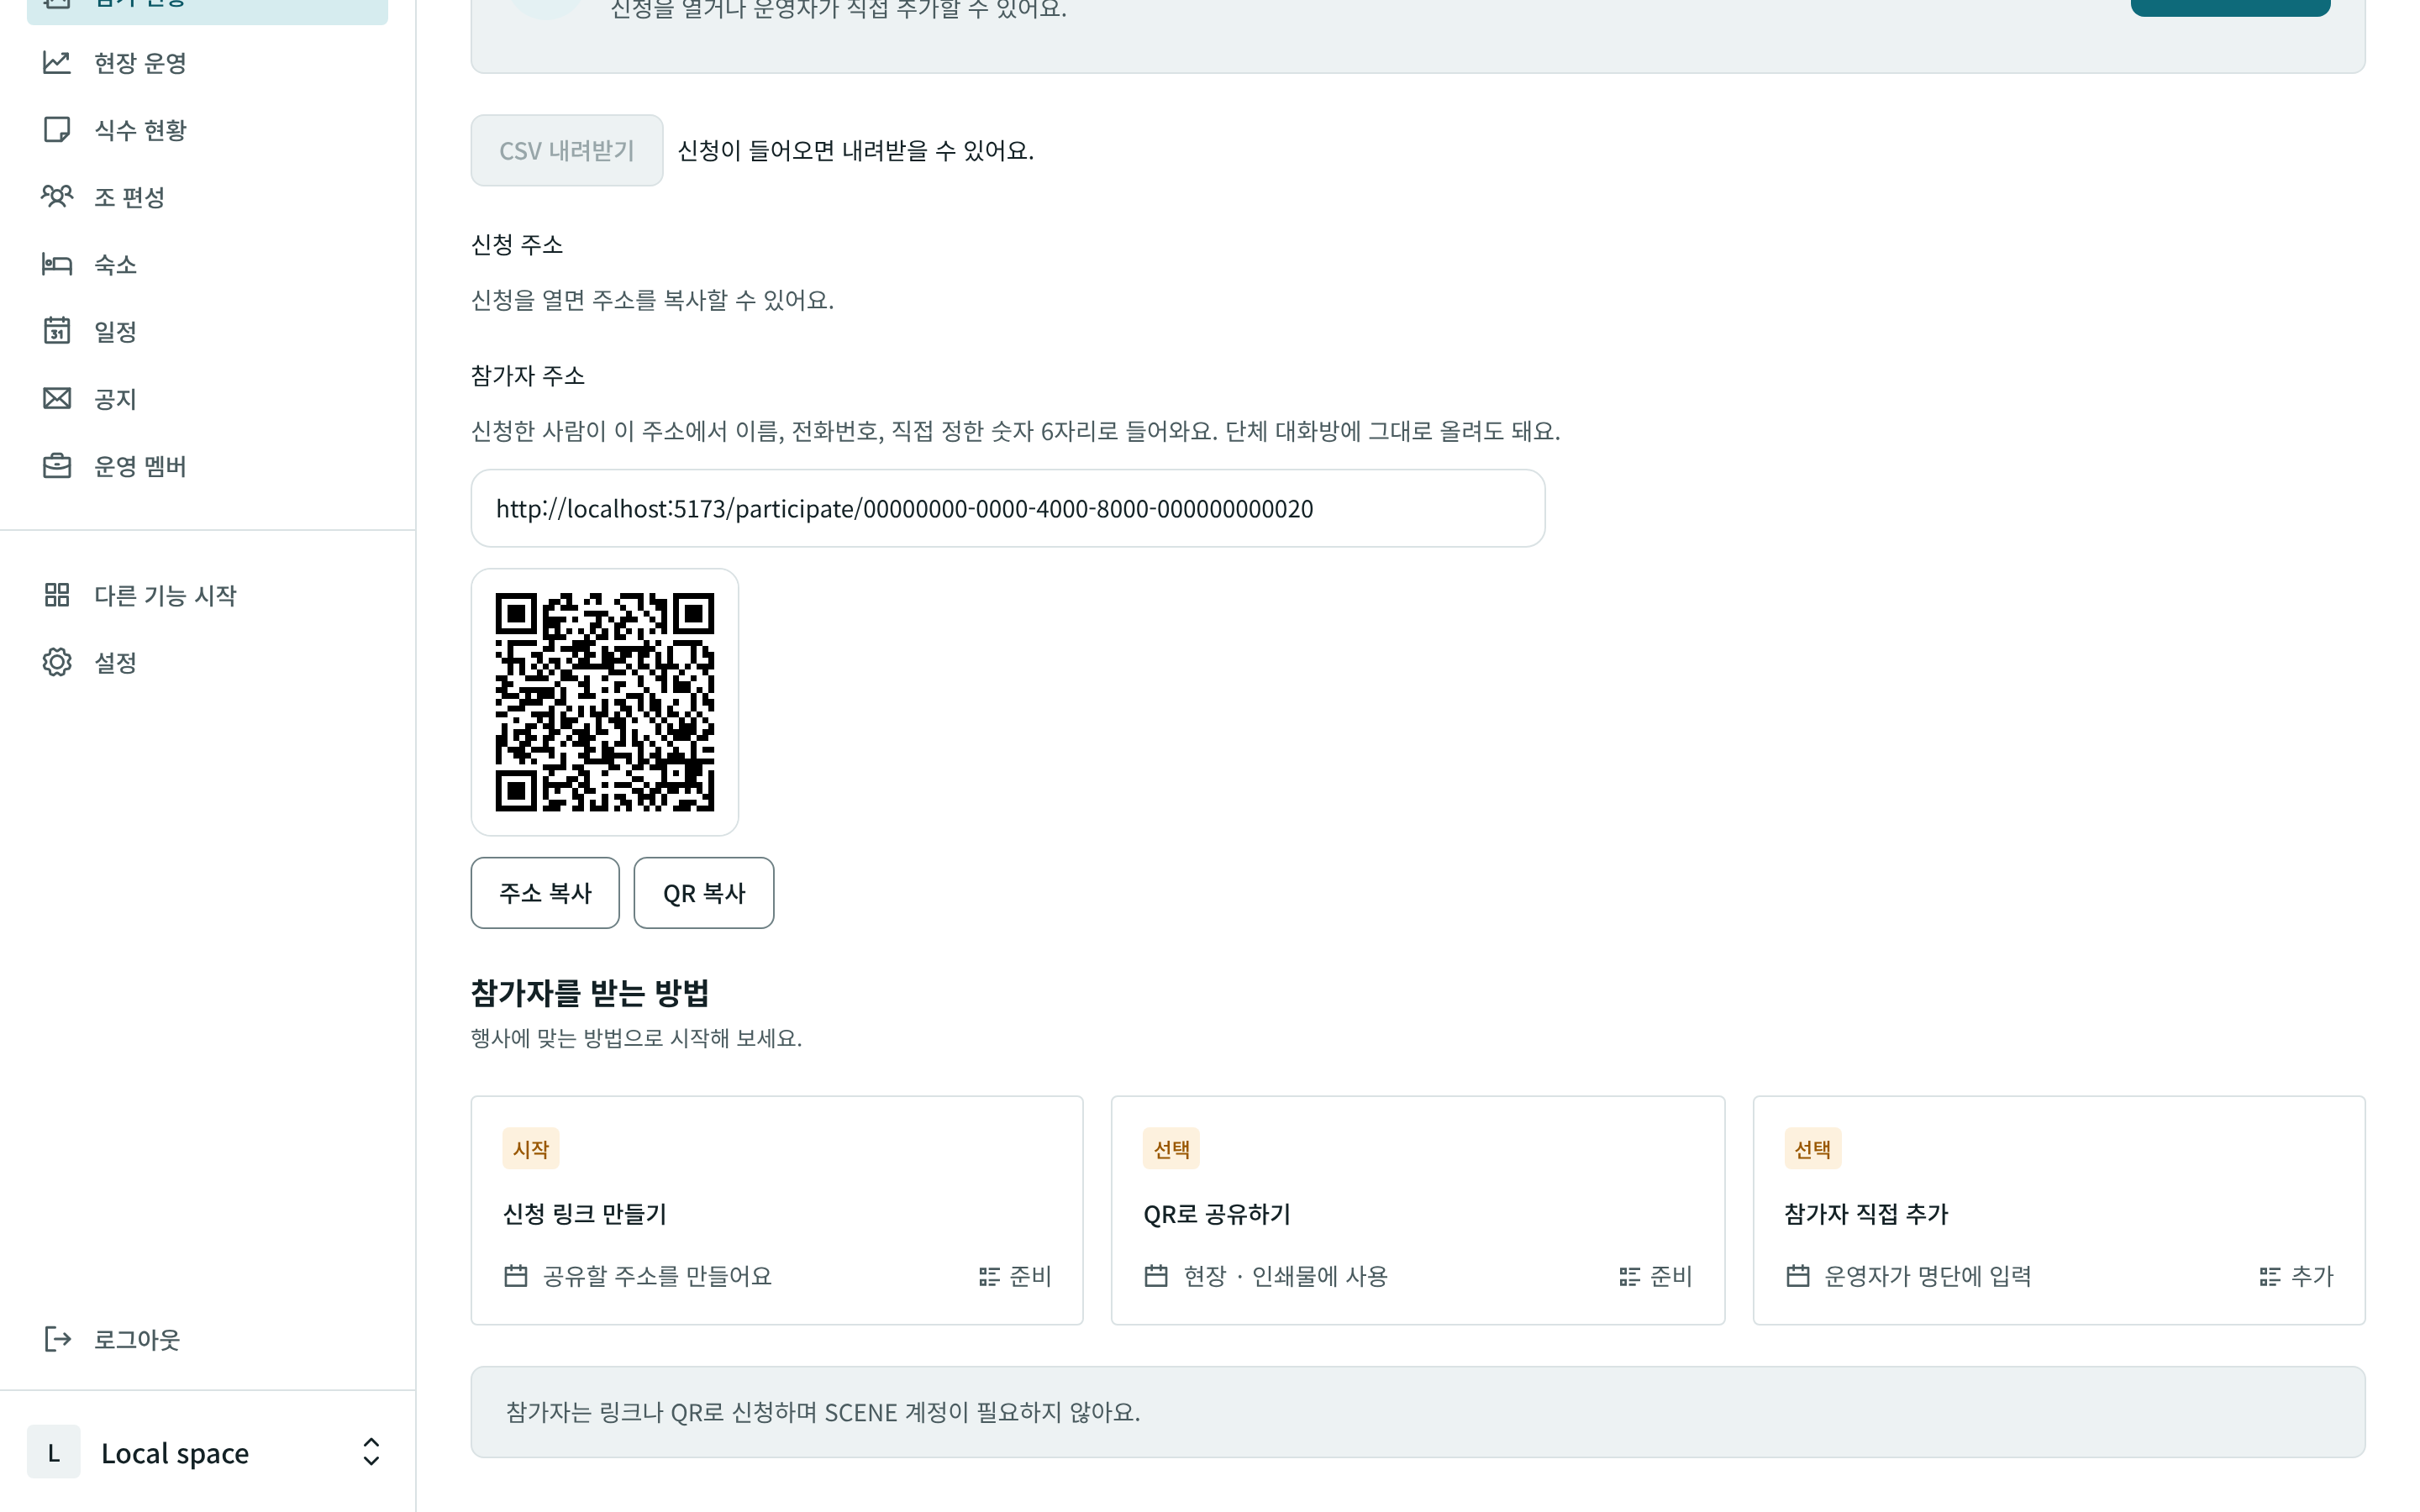 현장 운영
식수 현황
조 편성
숙소
31
일정
공지
운영 멤버
다른 기능 시작
설정
로그아웃
L
Local space
신청을 열거나 운영자가 직접 추가할 수 있어요.
CSV 내려받기
신청이 들어오면 내려받을 수 있어요.
신청 주소
신청을 열면 주소를 복사할 수 있어요.
참가자 주소
신청한 사람이 이 주소에서 이름, 전화번호, 직접 정한 숫자 6자리로 들어와요. 단체 대화방에 그대로 올려도 돼요.
http://localhost:5173/participate/00000000-0000-4000-8000-000000000020
주소 복사
QR 복사
참가자를 받는 방법
행사에 맞는 방법으로 시작해 보세요.
시작
신청 링크 만들기
공유할 주소를 만들어요
준비
선택
QR로 공유하기
현장 · 인쇄물에 사용
준비
선택
참가자 직접 추가
운영자가 명단에 입력
추가
참가자는 링크나 QR로 신청하며 SCENE 계정이 필요하지 않아요.